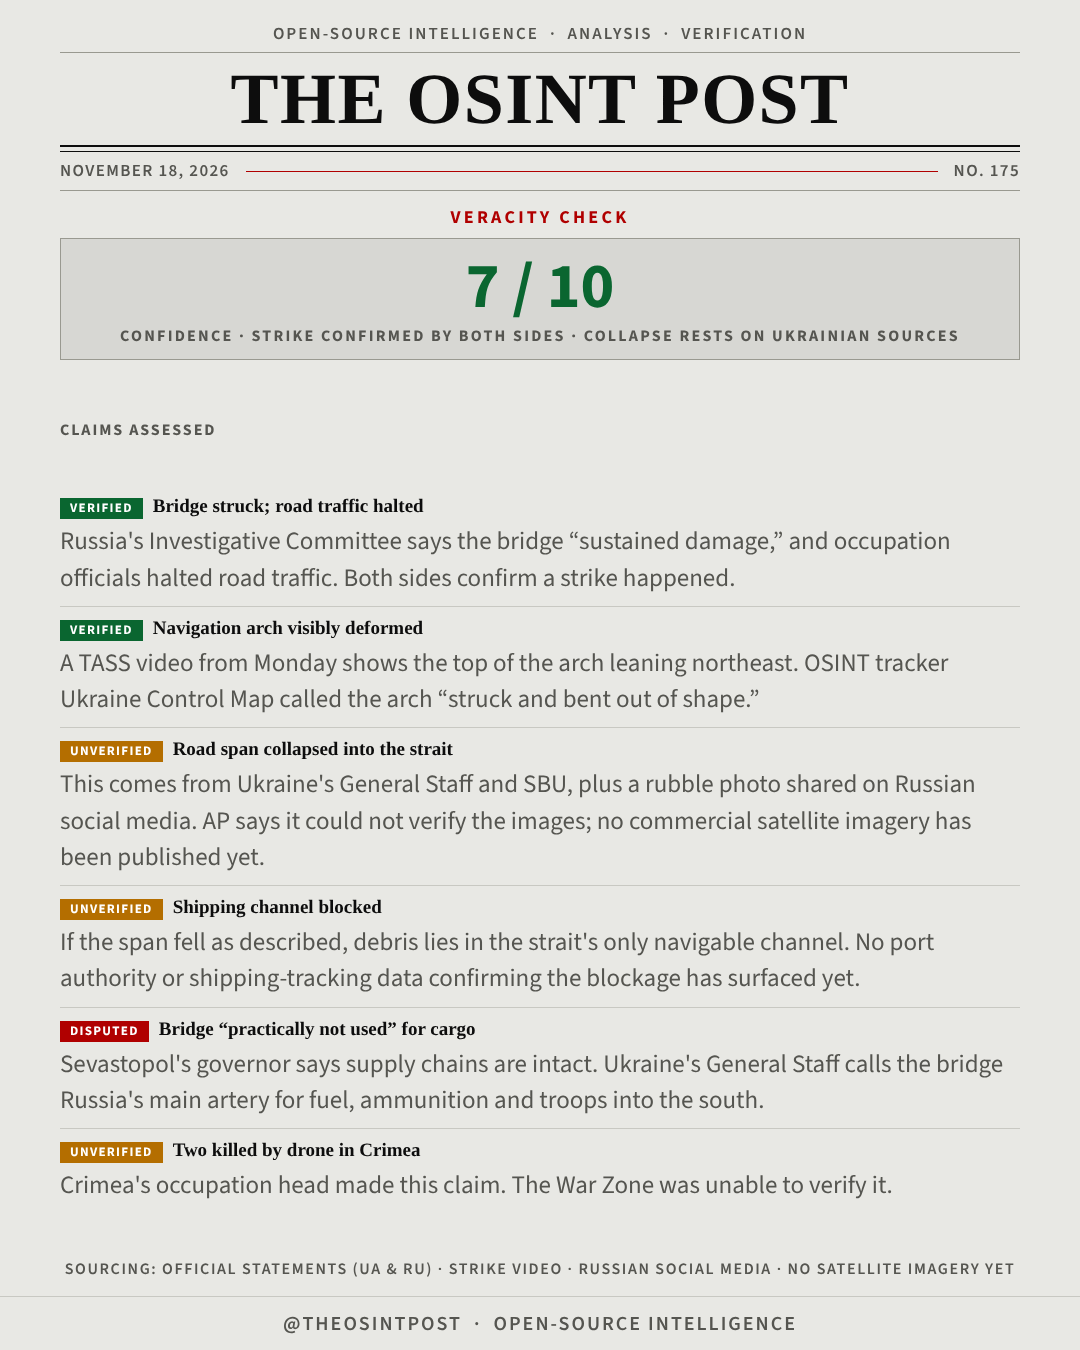 OPEN-SOURCE INTELLIGENCE · ANALYSIS · VERIFICATION
THE OSINT POST
NOVEMBER 18, 2026 NO. 175
VERACITY CHECK
7 / 10
CONFIDENCE · STRIKE CONFIRMED BY BOTH SIDES · COLLAPSE RESTS ON UKRAINIAN SOURCES
CLAIMS ASSESSED
VERIFIED Bridge struck; road traffic halted
Russia's Investigative Committee says the bridge “sustained damage,” and occupation
officials halted road traffic. Both sides confirm a strike happened.
VERIFIED Navigation arch visibly deformed
A TASS video from Monday shows the top of the arch leaning northeast. OSINT tracker
Ukraine Control Map called the arch “struck and bent out of shape.”
UNVERIFIED Road span collapsed into the strait
This comes from Ukraine's General Staff and SBU, plus a rubble photo shared on Russian
social media. AP says it could not verify the images; no commercial satellite imagery has
been published yet.
UNVERIFIED Shipping channel blocked
If the span fell as described, debris lies in the strait's only navigable channel. No port
authority or shipping-tracking data confirming the blockage has surfaced yet.
DISPUTED Bridge “practically not used” for cargo
Sevastopol's governor says supply chains are intact. Ukraine's General Staff calls the bridge
Russia's main artery for fuel, ammunition and troops into the south.
UNVERIFIED Two killed by drone in Crimea
Crimea's occupation head made this claim. The War Zone was unable to verify it.
SOURCING: OFFICIAL STATEMENTS (UA & RU) · STRIKE VIDEO · RUSSIAN SOCIAL MEDIA · NO SATELLITE IMAGERY YET
@THEOSINTPOST · OPEN-SOURCE INTELLIGENCE